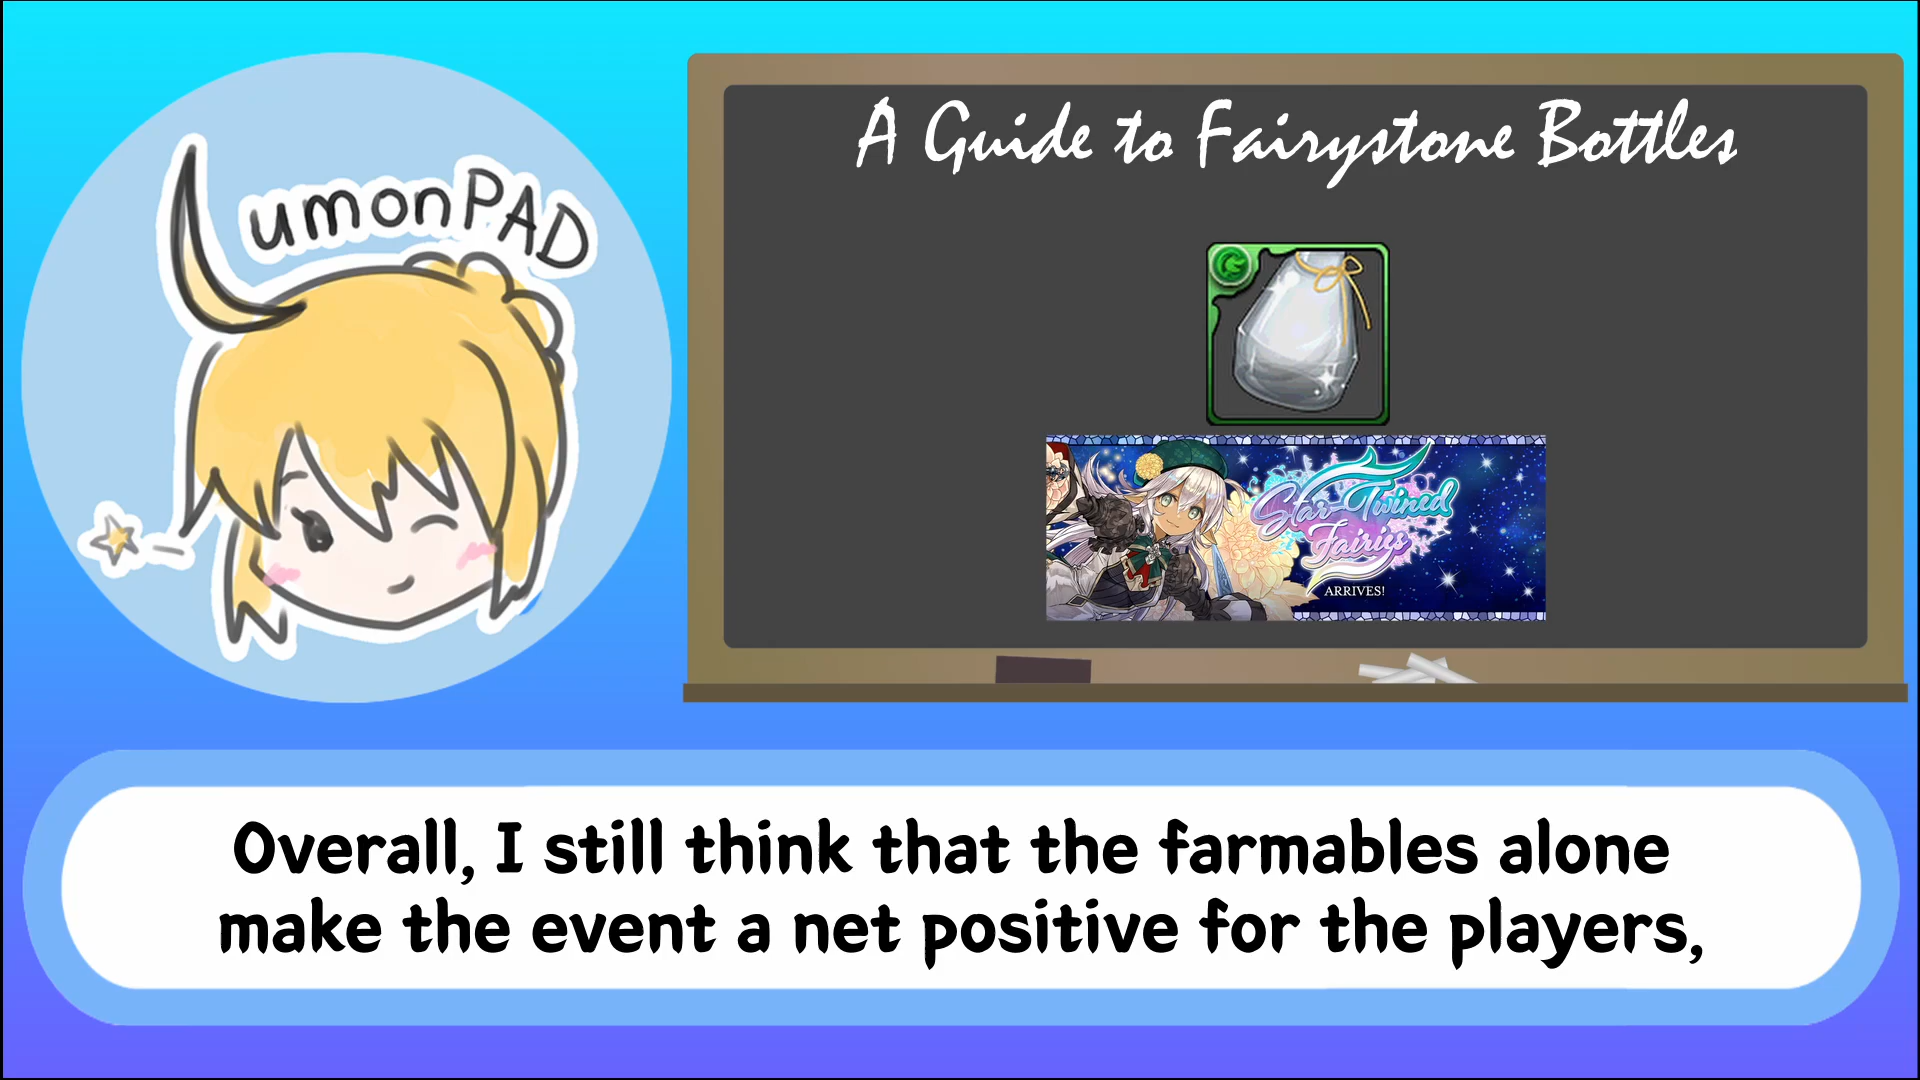 LumonPAD
A Guide to Fairystone Bottles
Star-Twined
Fairies
ARRIVES!
Overall, I still think that the farmables alone
make the event a net positive for the players,